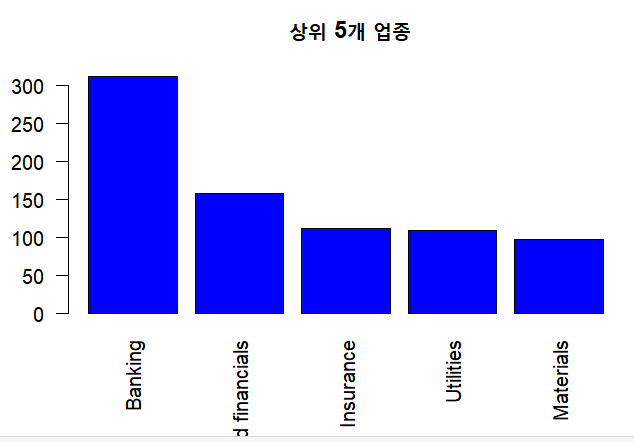 상위 5개 업종
300
250
200
150
100
50
0
Banking
d financials
Insurance
Utilities
Materials